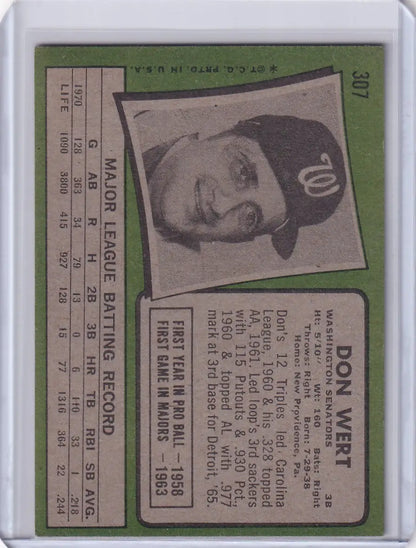 307
DON WERT
WASHINGTON SENATORS 3B
Ht: 5'10" Wt: 160 Bats: Right
Throws: Right Born: 7-29-38
Home: New Providence, Pa.
Don's 12 Triples led Carolina
League, 1960 & his .328 topped
AA, 1961. Led loop's 3rd sackers
with 115 Putouts & .930 Pct.,
1960 & topped AL with .977
mark at 3rd base for Detroit, '65.
W
FIRST YEAR IN PRO BALL — 1958
FIRST GAME IN MAJORS — 1963
MAJOR LEAGUE BATTING RECORD
G AB R H 2B 3B HR TB RBI SB AVG.
1970 128 363 34 79 13 0 6 110 33 1 .218
LIFE 1090 3800 415 927 128 15 77 1316 364 22 .244
* © T.C.G. PRTD. IN U.S.A.